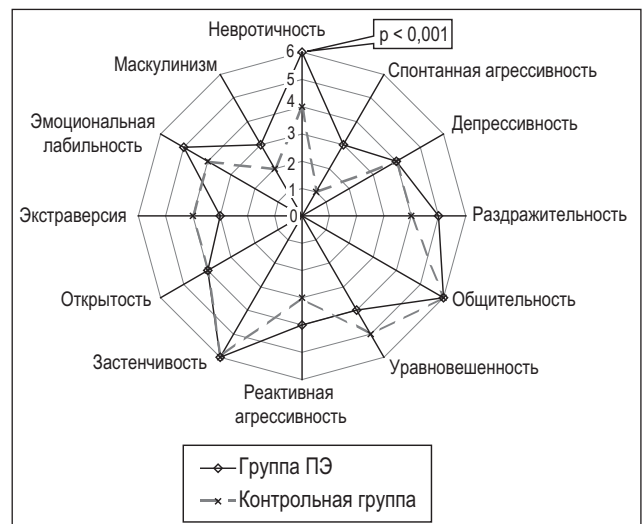 Невротичность
p < 0,001
Маскулинизм
Спонтанная агрессивность
Эмоциональная
лабильность
Депрессивность
Экстраверсия
Раздражительность
Открытость
Общительность
Застенчивость
Уравновешенность
Реактивная
агрессивность
6
5
4
3
2
1
0
Группа ПЭ
Контрольная группа